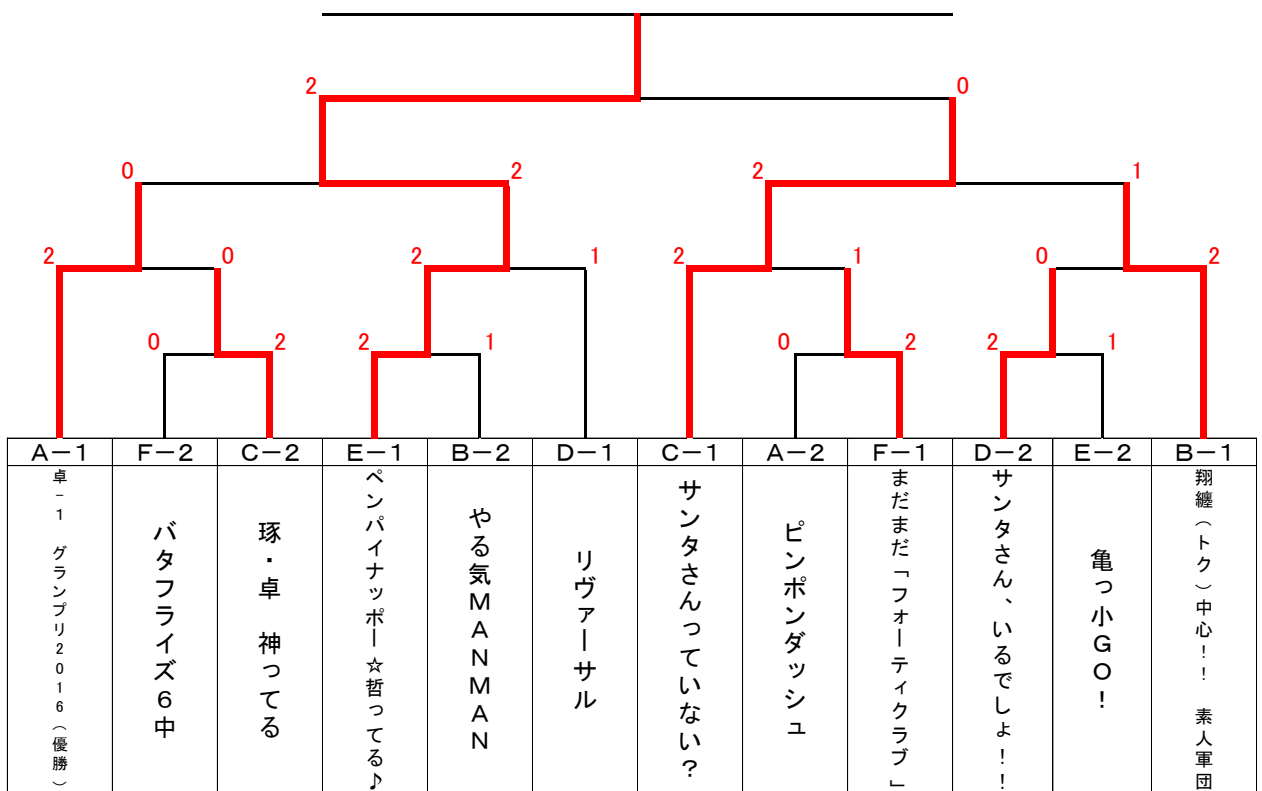 2
0
0
2
2
1
2
0
2
1
2
1
0
2
0
2
2
1
0
2
2
1
A－1
F－2
C－2
E－1
B－2
D－1
C－1
A－2
F－1
D－2
E－2
B－1
卓－1　グランプリ2016（優勝）
バタフライズ６中
琢・卓　神ってる
ペンパイナッポー☆哲ってる♪
やる気ＭＡＮＭＡＮ
リヴァーサル
サンタさんっていない？
ピンポンダッシュ
まだまだ「フォーティクラブ」
サンタさん、いるでしょ！！
亀っ小ＧＯ！
翔纏（トク）中心！！　素人軍団